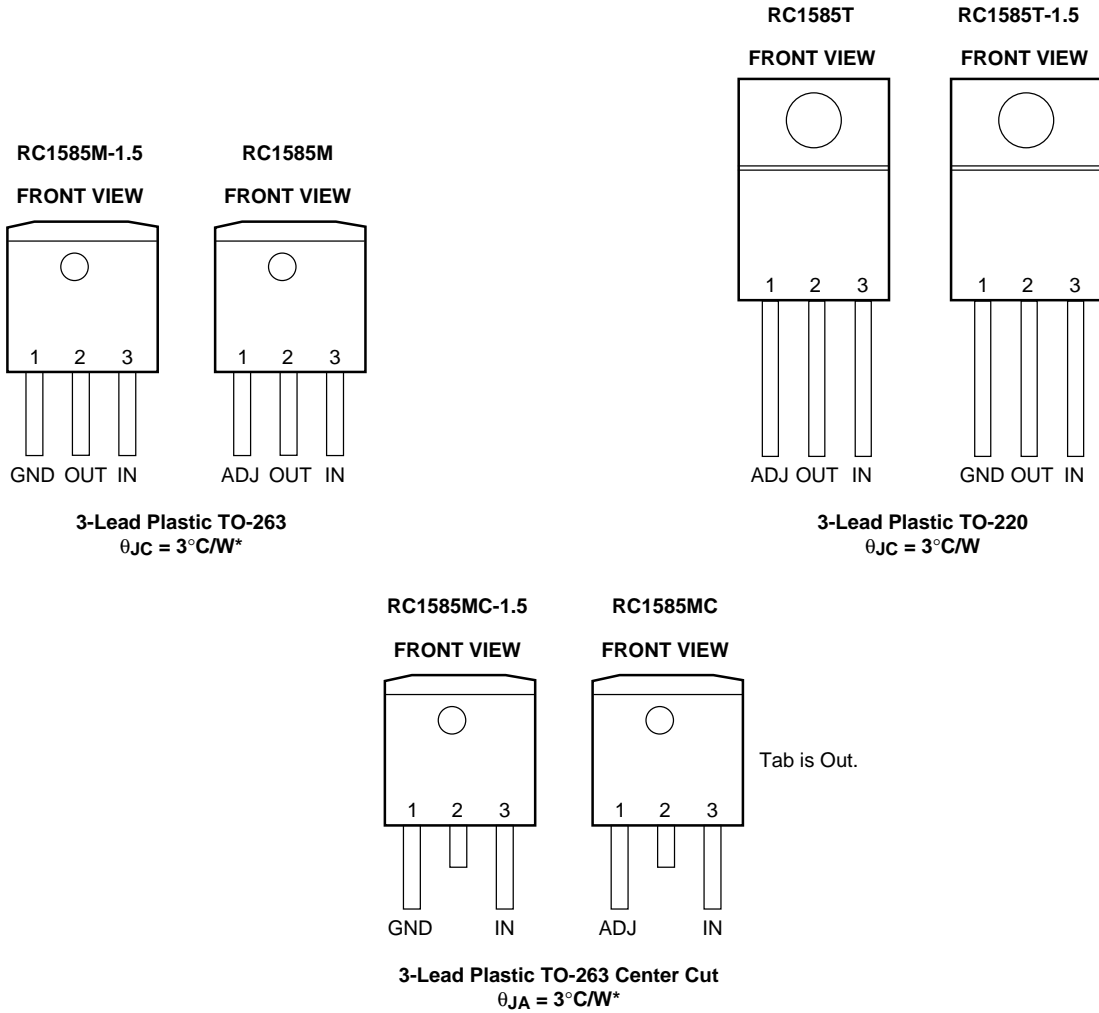 RC1585T RC1585T-1.5
FRONT VIEW FRONT VIEW
1 2 3 1 2 3
ADJ OUT IN GND OUT IN
3-Lead Plastic TO-220
θJC = 3°C/W
RC1585M-1.5 RC1585M
FRONT VIEW FRONT VIEW
1 2 3 1 2 3
GND OUT IN ADJ OUT IN
3-Lead Plastic TO-263
θJC = 3°C/W*
RC1585MC-1.5 RC1585MC
FRONT VIEW FRONT VIEW
Tab is Out.
1 2 3 1 2 3
GND IN ADJ IN
3-Lead Plastic TO-263 Center Cut
θJA = 3°C/W*